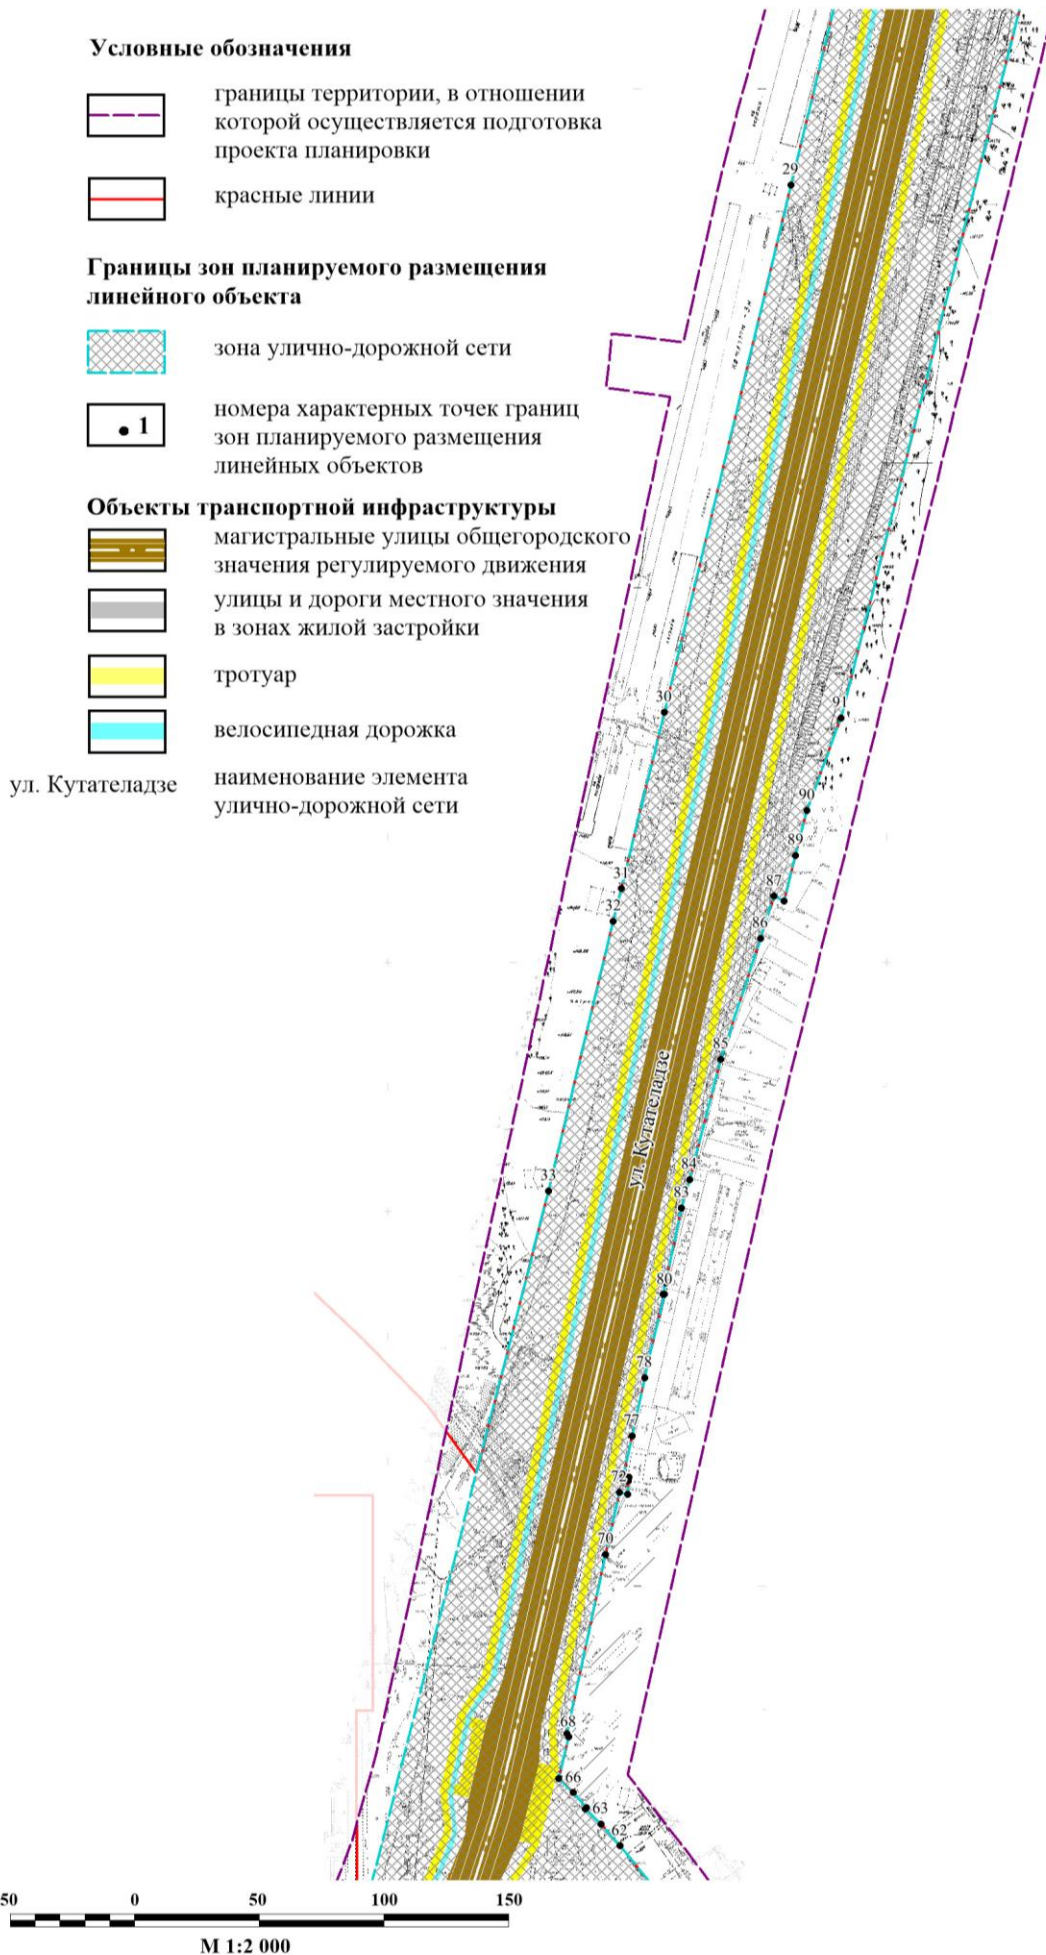 Условные обозначения
границы территории, в отношении
которой осуществляется подготовка
проекта планировки
красные линии
Границы зон планируемого размещения
линейного объекта
зона улично-дорожной сети
1
номера характерных точек границ
зон планируемого размещения
линейных объектов
Объекты транспортной инфраструктуры
магистральные улицы общегородского
значения регулируемого движения
улицы и дороги местного значения
в зонах жилой застройки
тротуар
велосипедная дорожка
ул. Кутателадзе
наименование элемента
улично-дорожной сети
29
30
91
90
89
31
87
32
86
85
ул. Кутателадзе
84
33
83
80
78
77
72
70
68
66
63
62
50 0 50 100 150
М 1:2 000